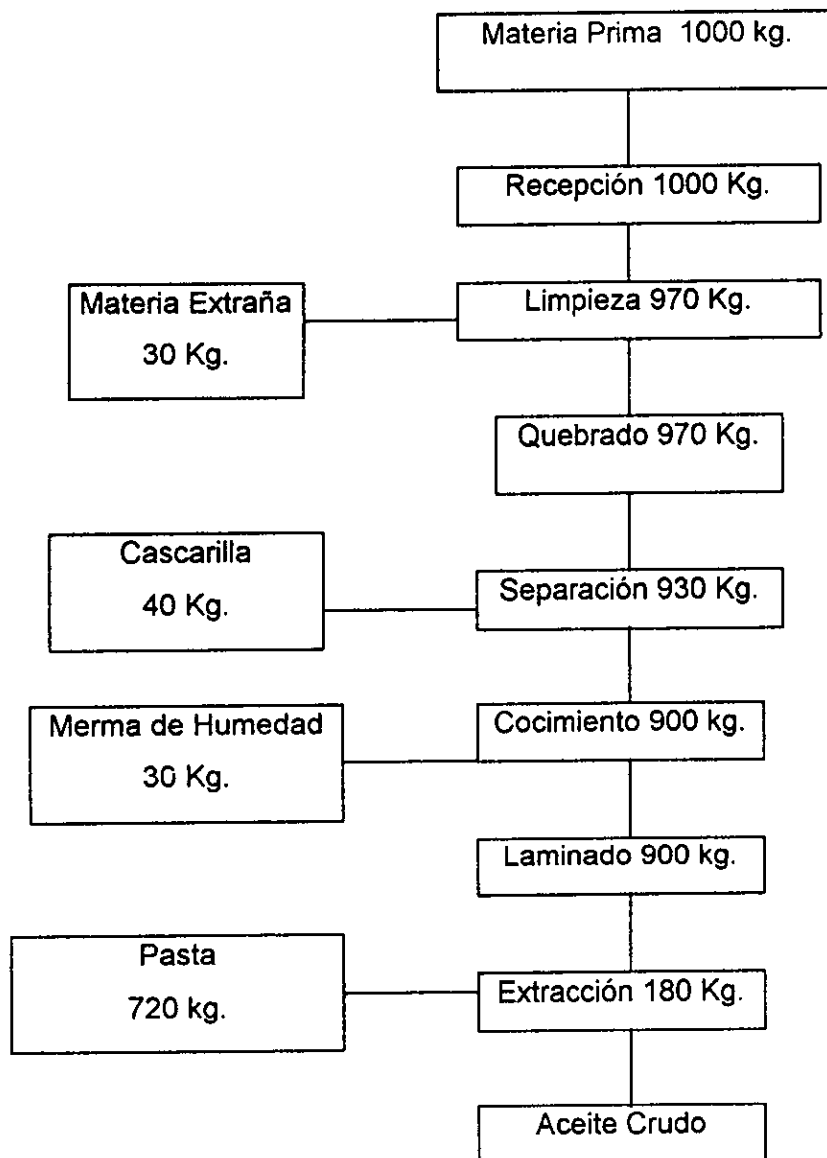 Materia Prima 1000 kg.
Recepción 1000 Kg.
Materia Extraña
30 Kg.
Limpieza 970 Kg.
Quebrado 970 Kg.
Cascarilla
40 Kg.
Separación 930 Kg.
Merma de Humedad
30 Kg.
Cocimiento 900 kg.
Laminado 900 kg.
Pasta
720 kg.
Extracción 180 Kg.
Aceite Crudo